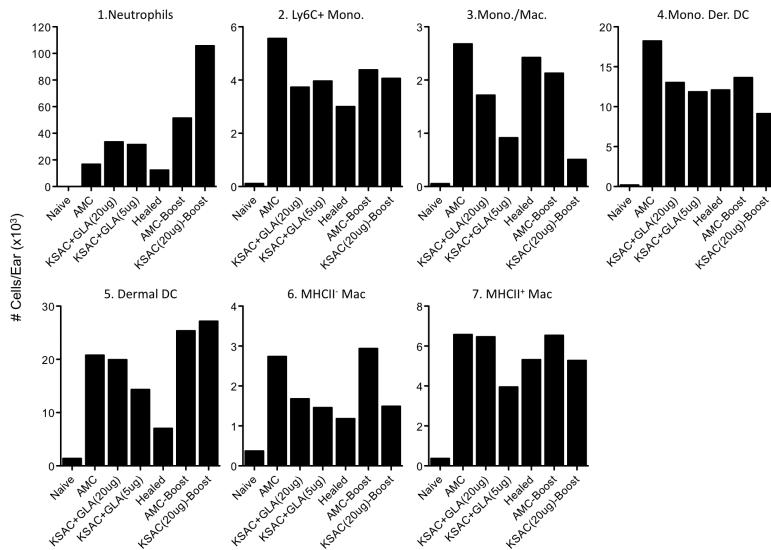 1.Neutrophils
120
100
80
60
40
20
0
Naive
AMC
KSAC+GLA(20ug)
KSAC+GLA(5ug)
Healed
AMC-Boost
KSAC(20ug)-Boost
2. Ly6C+ Mono.
6
4
2
0
Naive
AMC
KSAC+GLA(20ug)
KSAC+GLA(5ug)
Healed
AMC-Boost
KSAC(20ug)-Boost
3.Mono./Mac.
3
2
1
0
Naive
AMC
KSAC+GLA(20ug)
KSAC+GLA(5ug)
Healed
AMC-Boost
KSAC(20ug)-Boost
4.Mono. Der. DC
20
15
10
5
0
Naive
AMC
KSAC+GLA(20ug)
KSAC+GLA(5ug)
Healed
AMC-Boost
KSAC(20ug)-Boost
# Cells/Ear (x10³)
5. Dermal DC
30
20
10
0
Naive
AMC
KSAC+GLA(20ug)
KSAC+GLA(5ug)
Healed
AMC-Boost
KSAC(20ug)-Boost
6. MHCII⁻ Mac
4
3
2
1
0
Naive
AMC
KSAC+GLA(20ug)
KSAC+GLA(5ug)
Healed
AMC-Boost
KSAC(20ug)-Boost
7. MHCII⁺ Mac
8
6
4
2
0
Naive
AMC
KSAC+GLA(20ug)
KSAC+GLA(5ug)
Healed
AMC-Boost
KSAC(20ug)-Boost